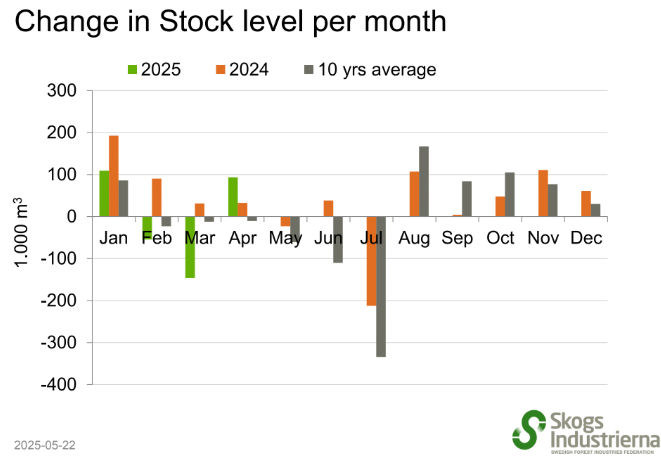 Change in Stock level per month
2025 2024 10 yrs average
300
200
100
0
-100
-200
-300
-400
1.000 m³
Jan Feb Mar Apr May Jun Jul Aug Sep Oct Nov Dec
2025-05-22
Skogs
Industrierna
SWEDISH FOREST INDUSTRIES FEDERATION